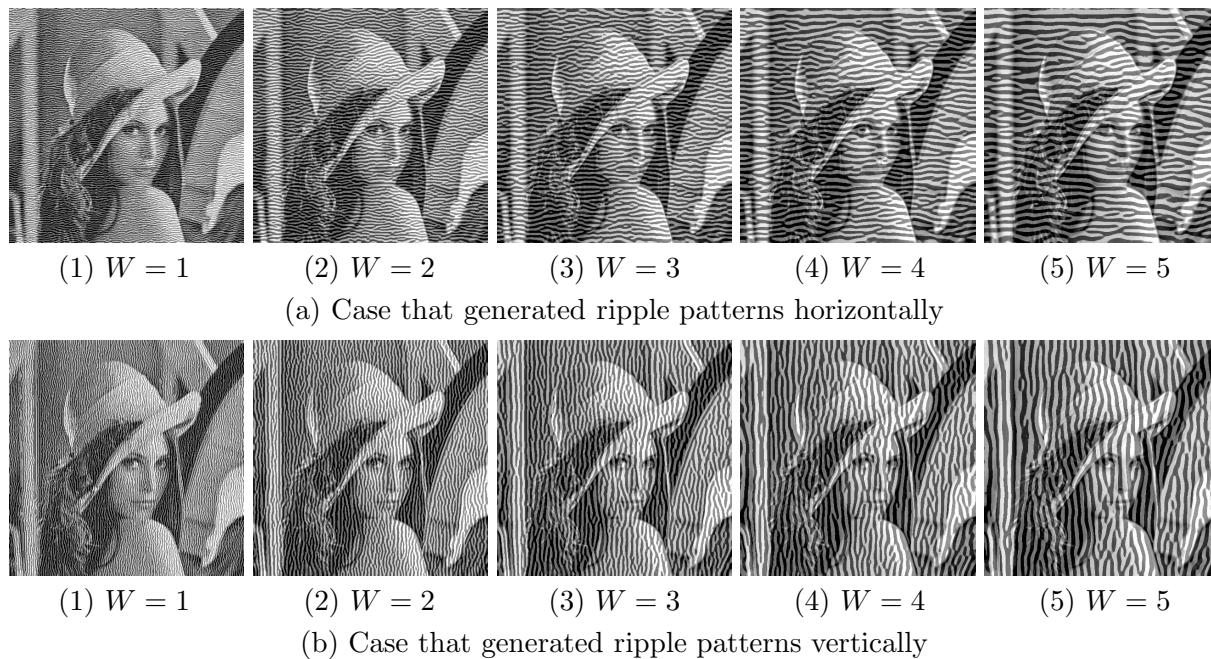 (1) W = 1 (2) W = 2 (3) W = 3 (4) W = 4 (5) W = 5
(a) Case that generated ripple patterns horizontally
(1) W = 1 (2) W = 2 (3) W = 3 (4) W = 4 (5) W = 5
(b) Case that generated ripple patterns vertically